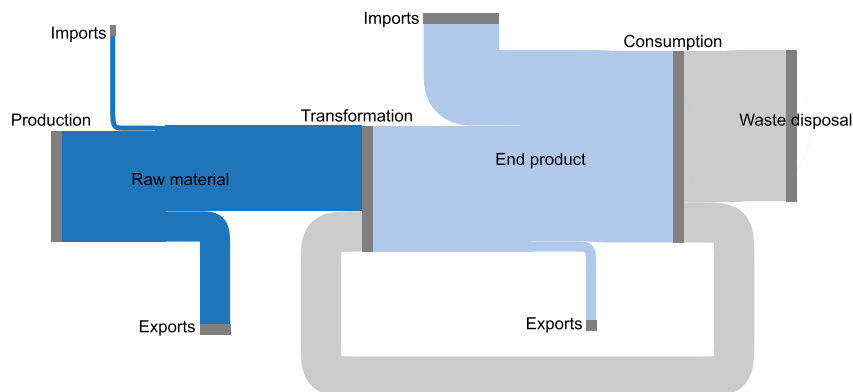 Imports
Imports
Consumption
Production
Transformation
Waste disposal
End product
Raw material
Exports
Exports